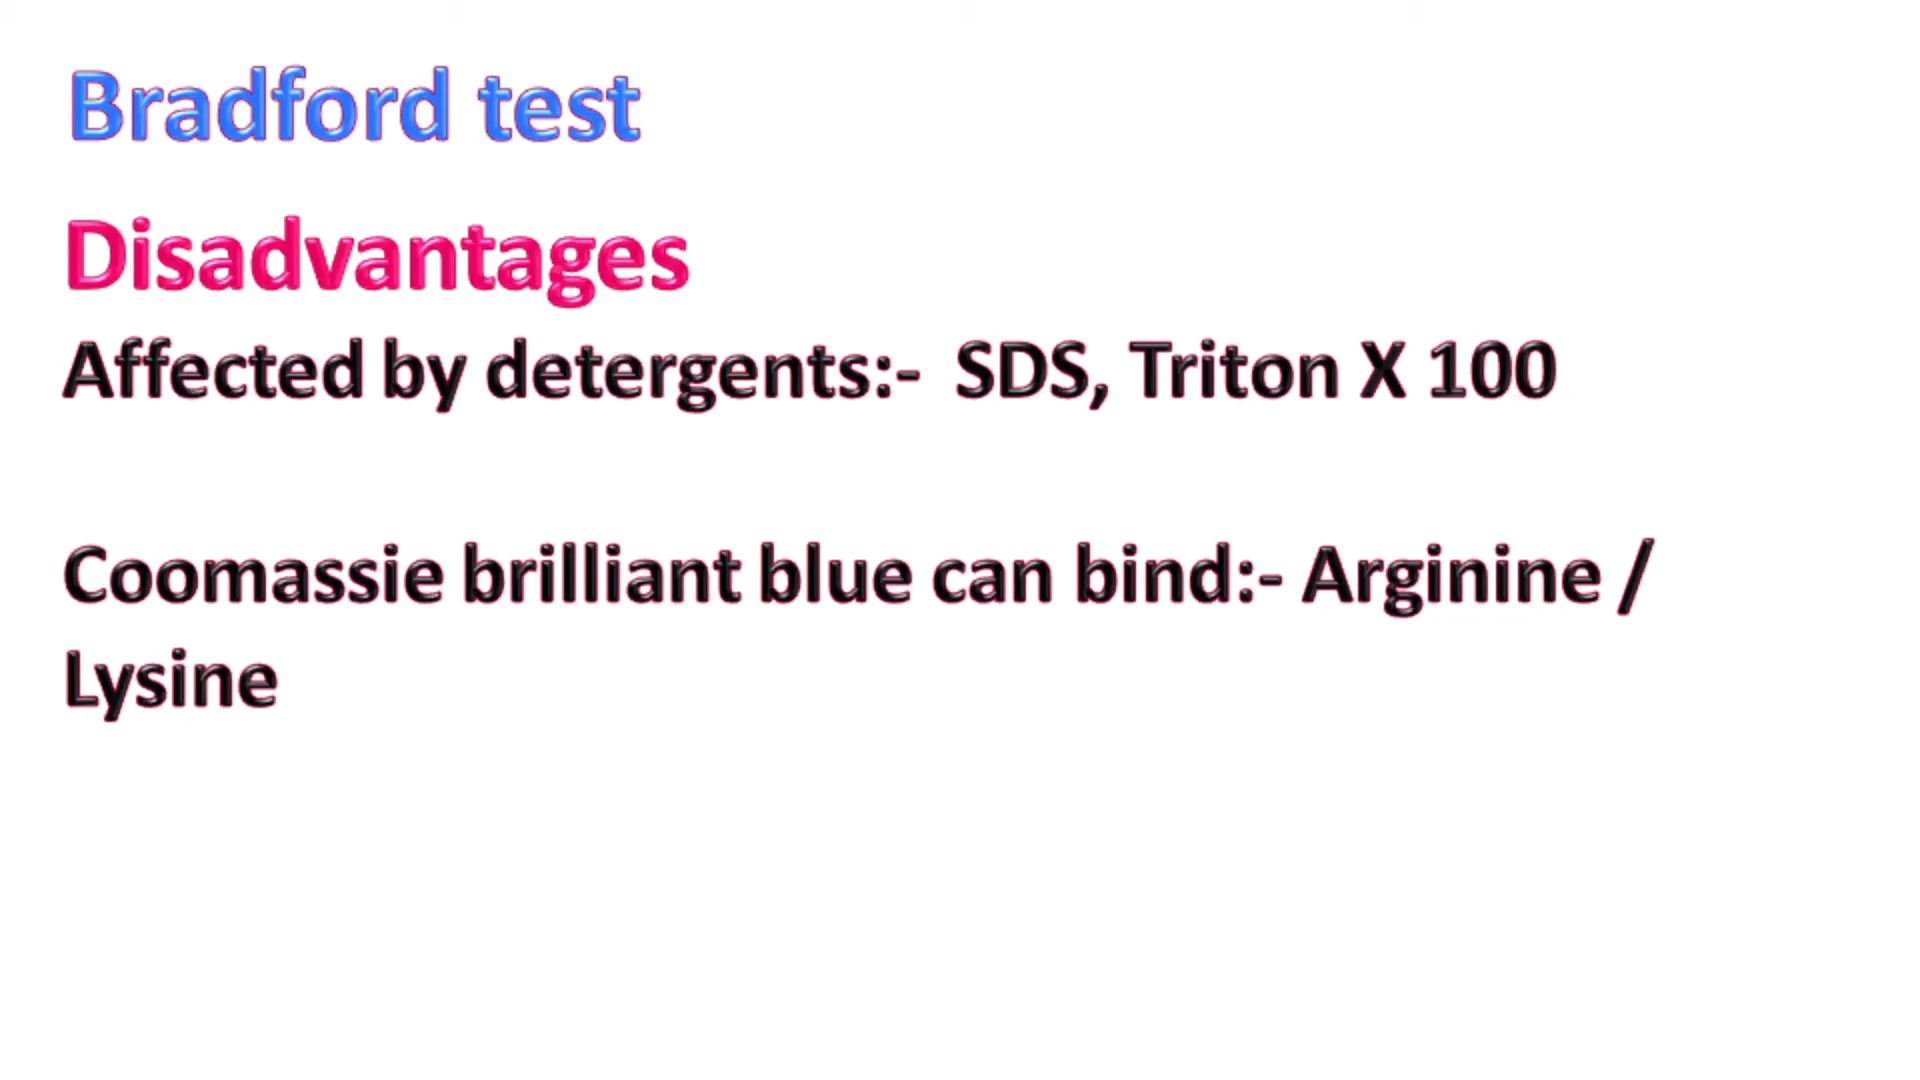 Bradford test
Disadvantages
Affected by detergents:- SDS, Triton X 100
Coomassie brilliant blue can bind:- Arginine /
Lysine